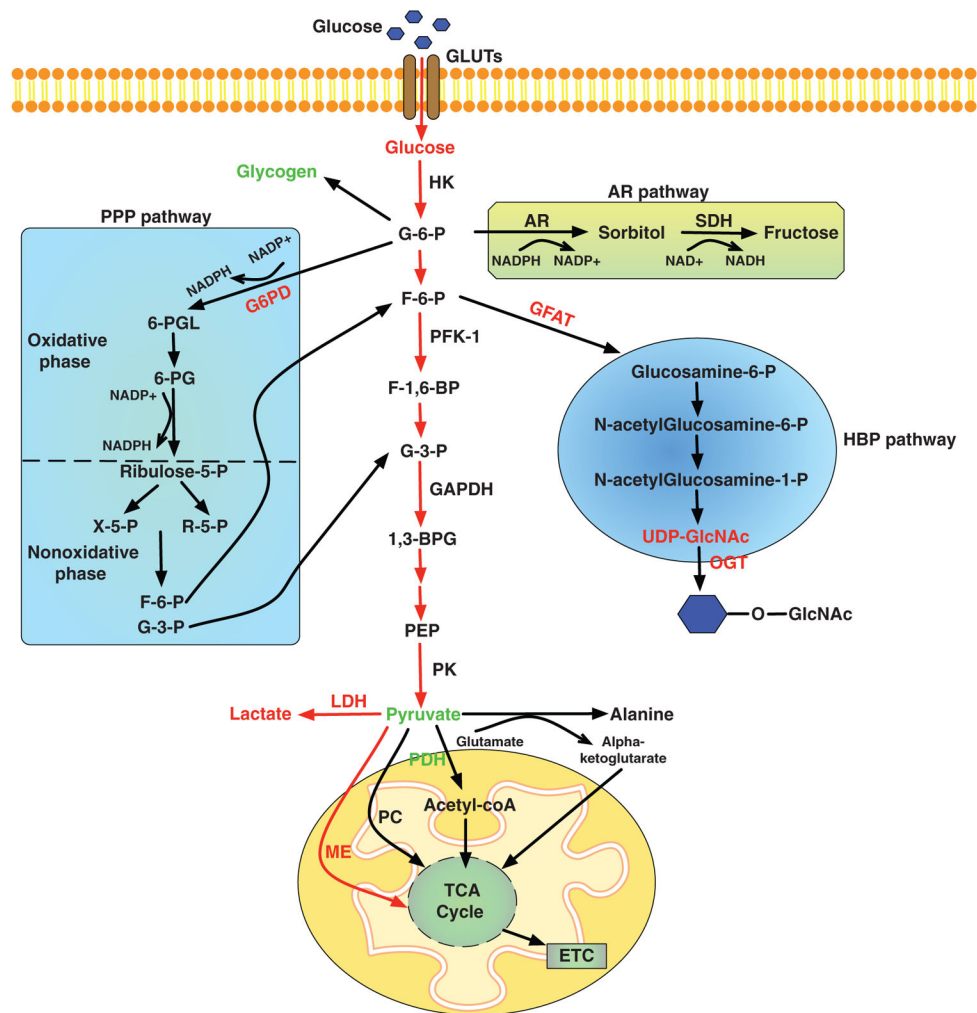 Glucose
GLUTs
Glucose
Glycogen
HK
AR pathway
PPP pathway
G-6-P
AR
Sorbitol
SDH
Fructose
NADPH
NADP+
NAD+
NADH
NADP+
NADPH
G6PD
F-6-P
GFAT
6-PGL
Oxidative
phase
PFK-1
6-PG
NADP+
NADPH
F-1,6-BP
Glucosamine-6-P
N-acetylGlucosamine-6-P
HBP pathway
G-3-P
Ribulose-5-P
GAPDH
N-acetylGlucosamine-1-P
X-5-P
R-5-P
1,3-BPG
UDP-GlcNAc
OGT
Nonoxidative
phase
F-6-P
G-3-P
O
GlcNAc
PEP
PK
Lactate
LDH
Pyruvate
Alanine
Glutamate
Alpha-
ketoglutarate
PDH
Acetyl-coA
PC
ME
TCA
Cycle
ETC